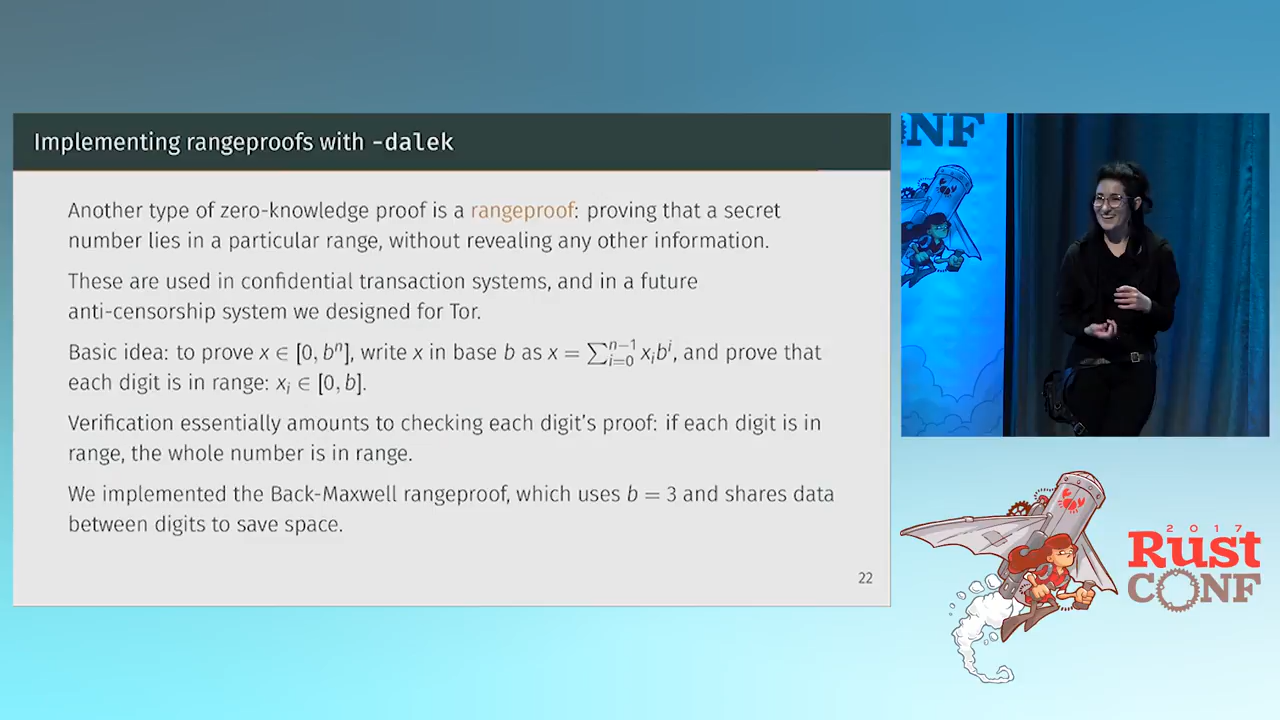 Implementing rangeproofs with -dalek
Another type of zero-knowledge proof is a rangeproof: proving that a secret
number lies in a particular range, without revealing any other information.
These are used in confidential transaction systems, and in a future
anti-censorship system we designed for Tor.
Basic idea: to prove x ∈ [0, bⁿ], write x in base b as x = ∑ⁿ⁻¹ᵢ₌₀ xᵢbⁱ, and prove that
each digit is in range: xᵢ ∈ [0, b].
Verification essentially amounts to checking each digit's proof: if each digit is in
range, the whole number is in range.
We implemented the Back-Maxwell rangeproof, which uses b = 3 and shares data
between digits to save space.
22
NF
2017
Rust
CONF